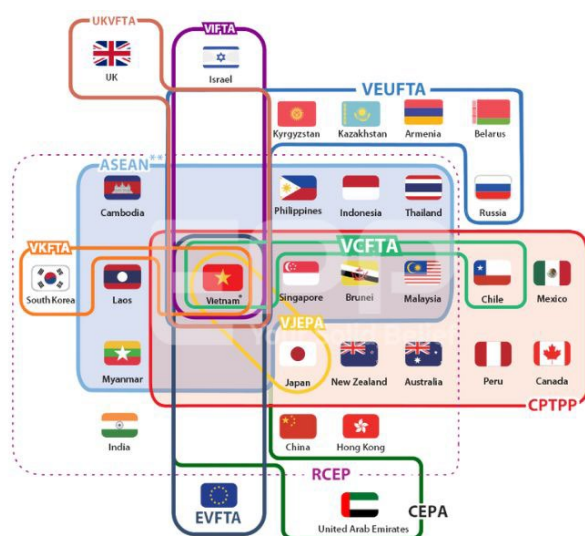 UKVFTA
VIFTA
UK
Israel
VEUFTA
Kyrgyzstan
Kazakhstan
Armenia
Belarus
ASEAN**
Cambodia
Philippines
Indonesia
Thailand
Russia
VKFTA
VCFTA
South Korea
Laos
Vietnam*
Singapore
Brunei
Malaysia
Chile
Mexico
VJEPA
Myanmar
Japan
New Zealand
Australia
Peru
Canada
CPTPP
India
China
Hong Kong
RCEP
EVFTA
CEPA
United Arab Emirates